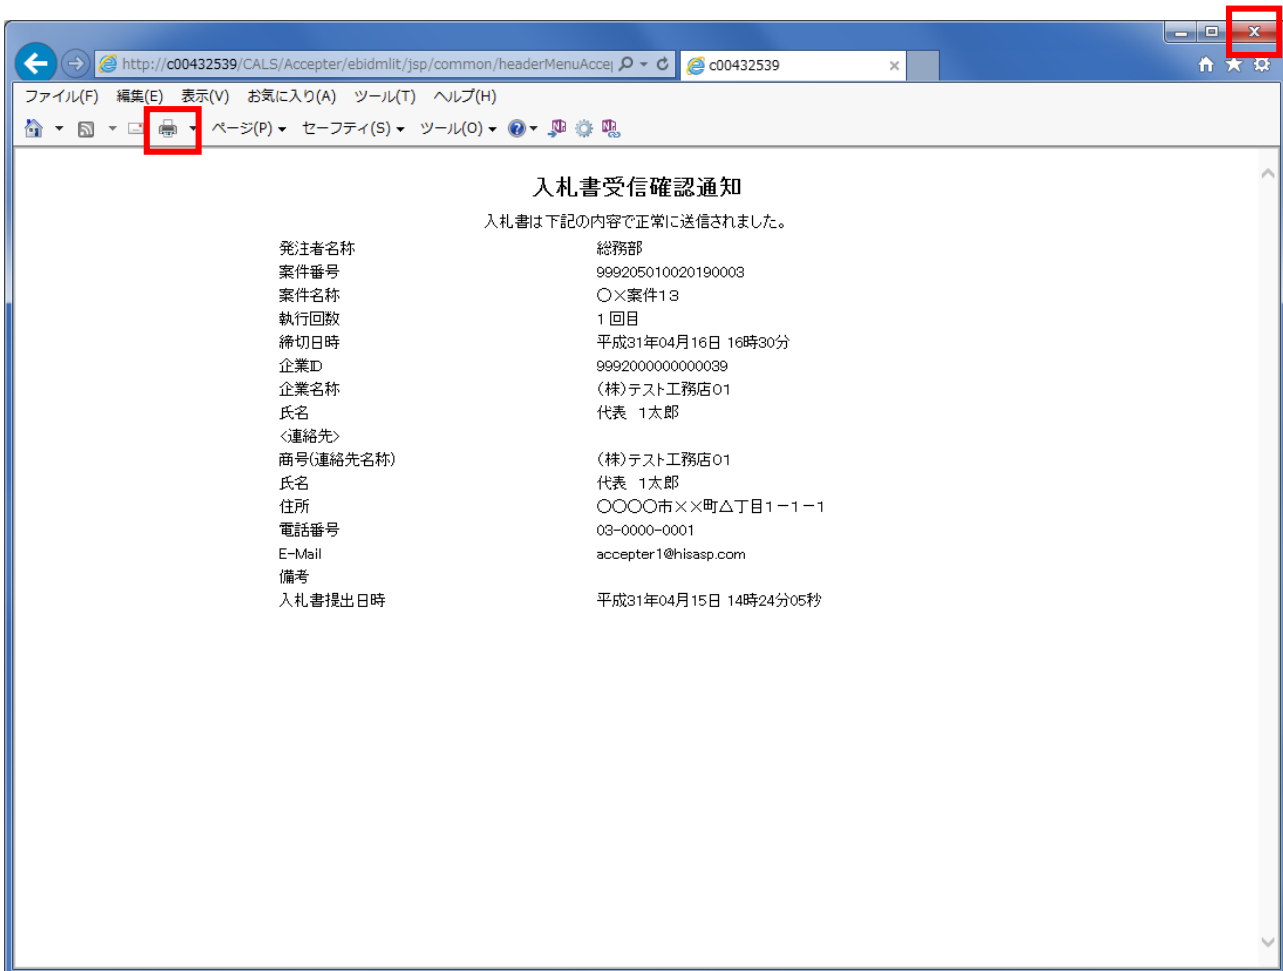 http://c00432539/CALS/Accepter/ebidmlit/jsp/common/headerMenuAccep c00432539
ファイル(F) 編集(E) 表示(V) お気に入り(A) ツール(T) ヘルプ(H)
ページ(P) セーフティ(S) ツール(O)
入札書受信確認通知
入札書は下記の内容で正常に送信されました。
発注者名称 総務部
案件番号 999205010020190003
案件名称 〇×案件13
執行回数 1回目
締切日時 平成31年04月16日 16時30分
企業ID 9992000000000039
企業名称 (株)テスト工務店01
氏名 代表 1太郎
<連絡先>
商号(連絡先名称) (株)テスト工務店01
氏名 代表 1太郎
住所 〇〇〇〇市××町△丁目1-1-1
電話番号 03-0000-0001
E-Mail accepter1@hisasp.com
備考
入札書提出日時 平成31年04月15日 14時24分05秒